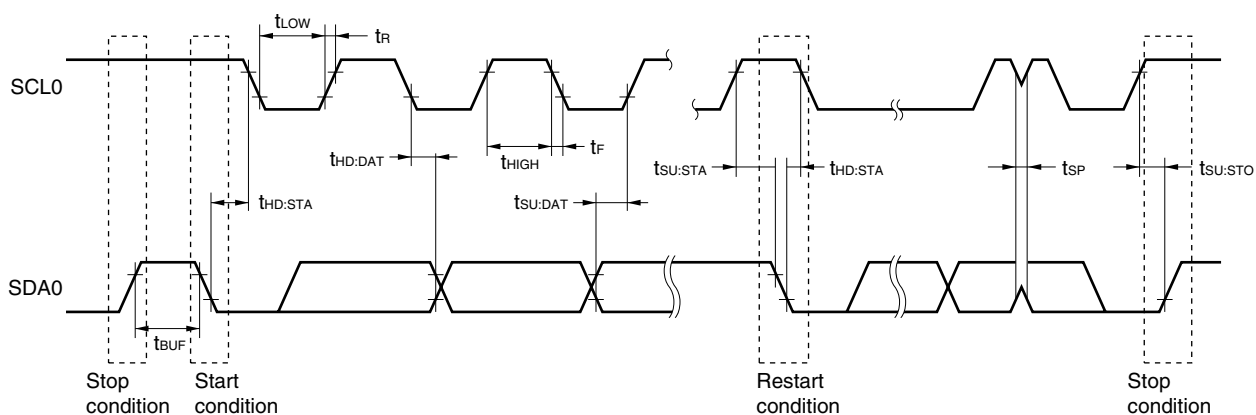 tLOW
tR
SCL0
tHD:DAT
tHIGH
tF
tSU:STA
tHD:STA
tSP
tSU:STO
tHD:STA
tSU:DAT
SDA0
tBUF
Stop
condition
Start
condition
Restart
condition
Stop
condition